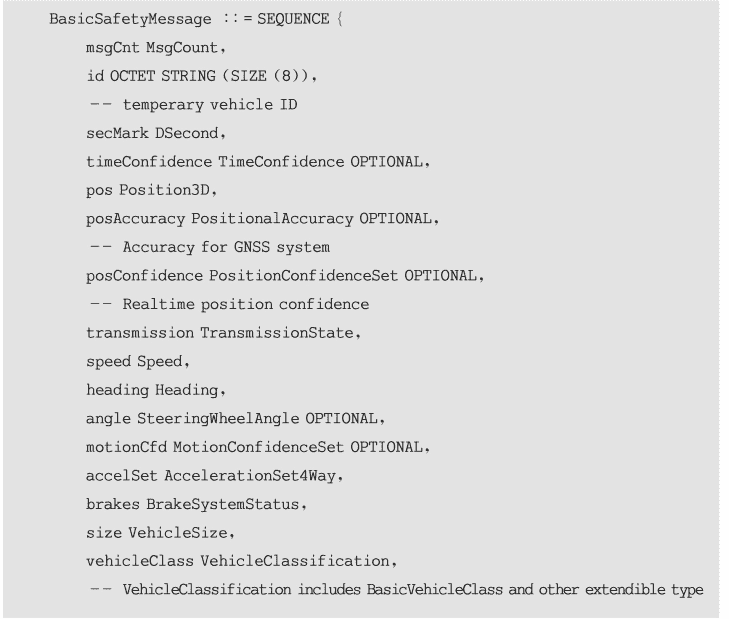 BasicSafetyMessage ::= SEQUENCE {
msgCnt MsgCount,
id OCTET STRING (SIZE (8)),
-- temperary vehicle ID
secMark DSecond,
timeConfidence TimeConfidence OPTIONAL,
pos Position3D,
posAccuracy PositionalAccuracy OPTIONAL,
-- Accuracy for GNSS system
posConfidence PositionConfidenceSet OPTIONAL,
-- Realtime position confidence
transmission TransmissionState,
speed Speed,
heading Heading,
angle SteeringWheelAngle OPTIONAL,
motionCfd MotionConfidenceSet OPTIONAL,
accelSet AccelerationSet4Way,
brakes BrakeSystemStatus,
size VehicleSize,
vehicleClass VehicleClassification,
-- VehicleClassification includes BasicVehicleClass and other extendible type